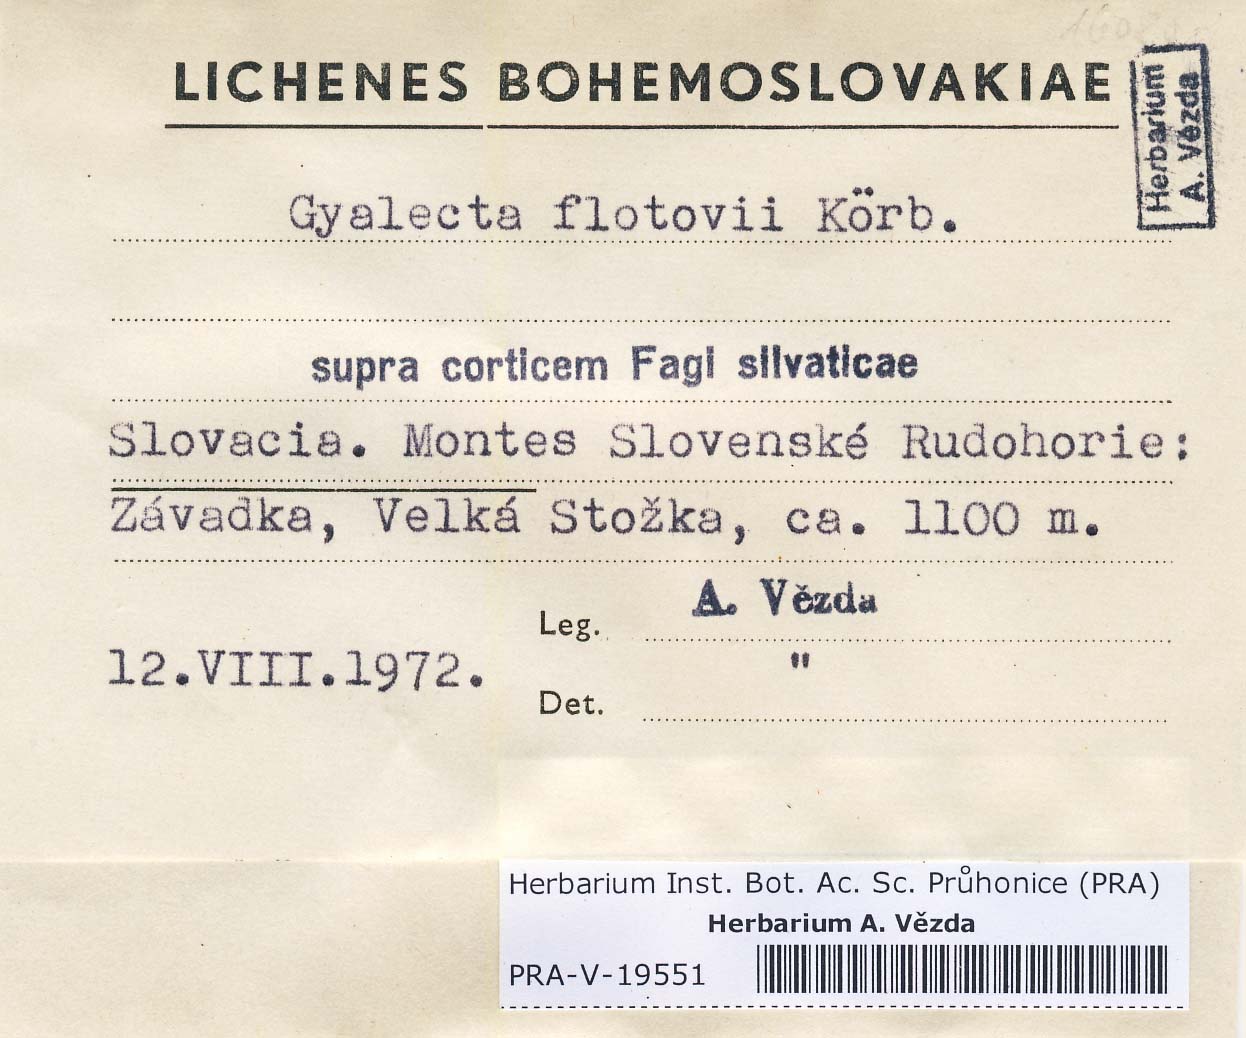 LICHENES BOHEMOSLOVAKIAE
Herbarium
A. Vězda
Gyalecta flotovii Körb.
supra corticem Fagi silvaticae
Slovacia. Montes Slovenské Rudohorie:
Závadka, Velká Stožka, ca. 1100 m.
Leg. A. Vězda
12.VIII.1972.
Det. "
Herbarium Inst. Bot. Ac. Sc. Průhonice (PRA)
Herbarium A. Vězda
PRA-V-19551